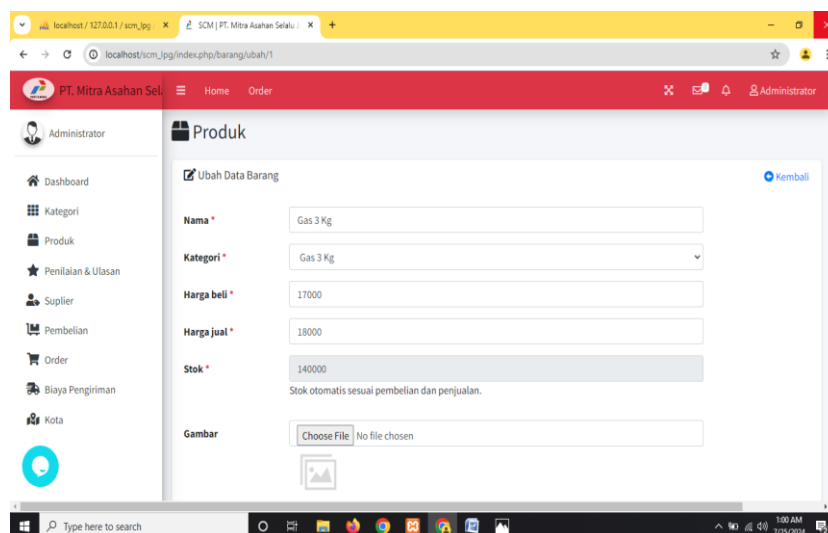 localhost / 127.0.0.1 / scm_lpg
SCM | PT. Mitra Asahan Selalu
localhost/scm_lpg/index.php/barang/ubah/1
PT. Mitra Asahan Sel
Home
Order
Administrator
Administrator
Produk
Dashboard
Kategori
Produk
Penilaian & Ulasan
Suplier
Pembelian
Order
Biaya Pengiriman
Kota
Ubah Data Barang
Kembali
Nama *
Gas 3 Kg
Kategori *
Gas 3 Kg
Harga beli *
17000
Harga jual *
18000
Stok *
140000
Stok otomatis sesuai pembelian dan penjualan.
Gambar
Choose File No file chosen
Type here to search
1:00 AM
7/25/2024